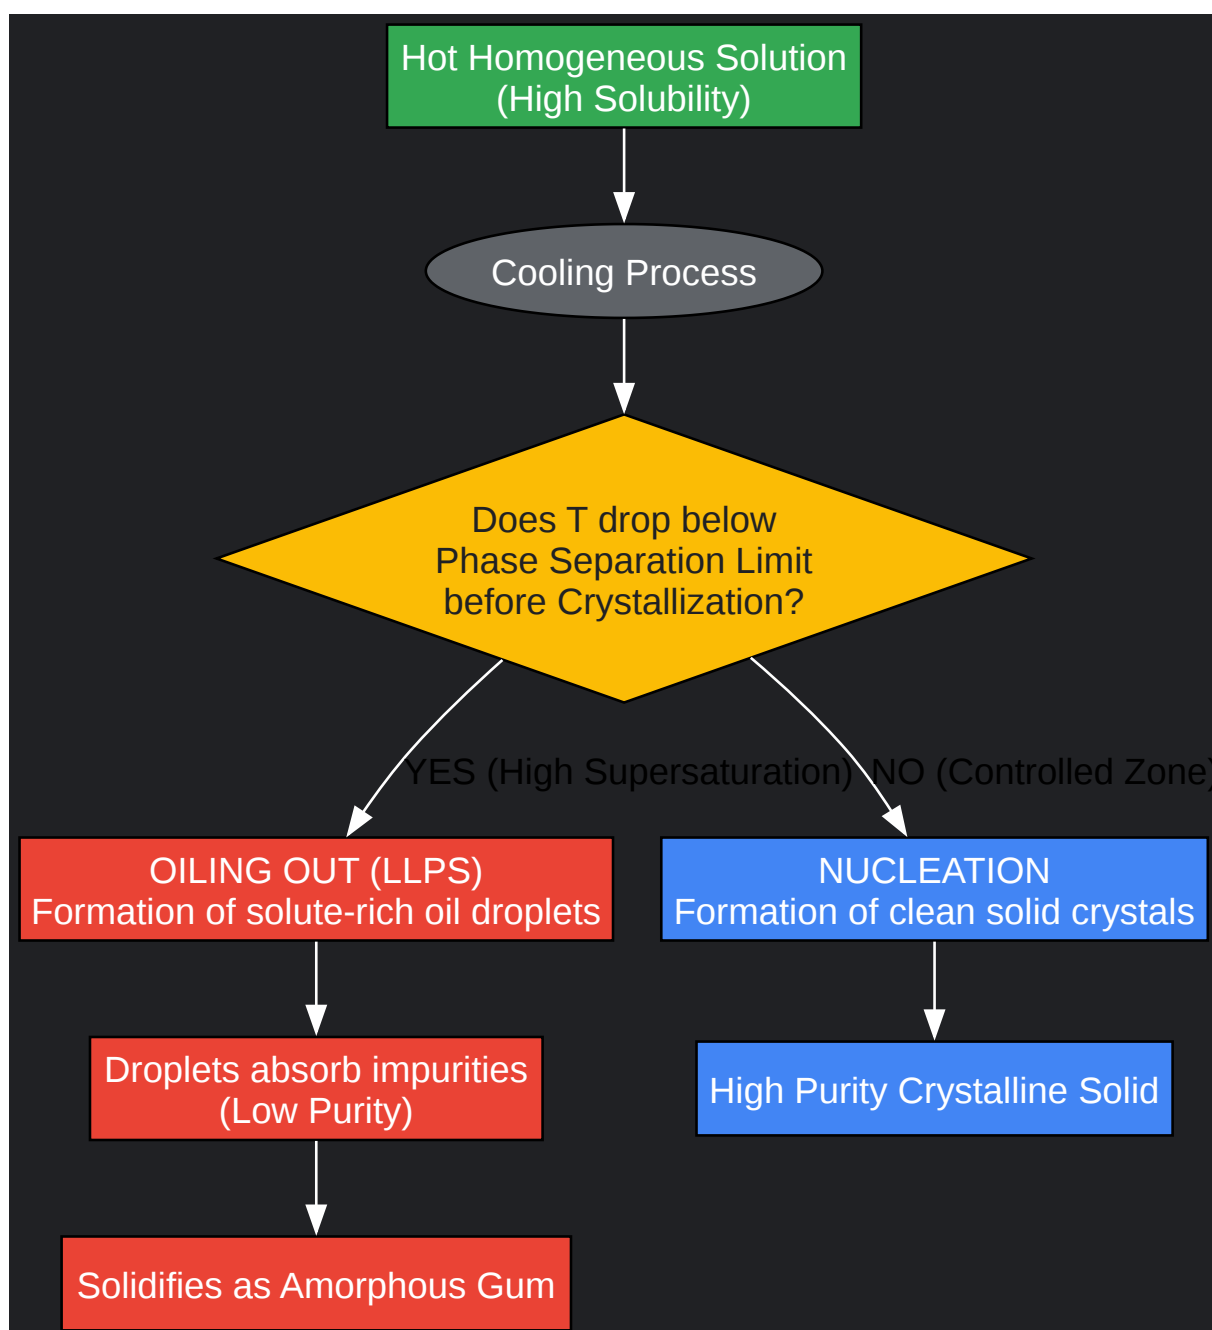 Hot Homogeneous Solution
(High Solubility)
Cooling Process
Does T drop below
Phase Separation Limit
before Crystallization?
YES (High Supersaturation)
NO (Controlled Zone)
OILING OUT (LLPS)
Formation of solute-rich oil droplets
NUCLEATION
Formation of clean solid crystals
Droplets absorb impurities
(Low Purity)
High Purity Crystalline Solid
Solidifies as Amorphous Gum